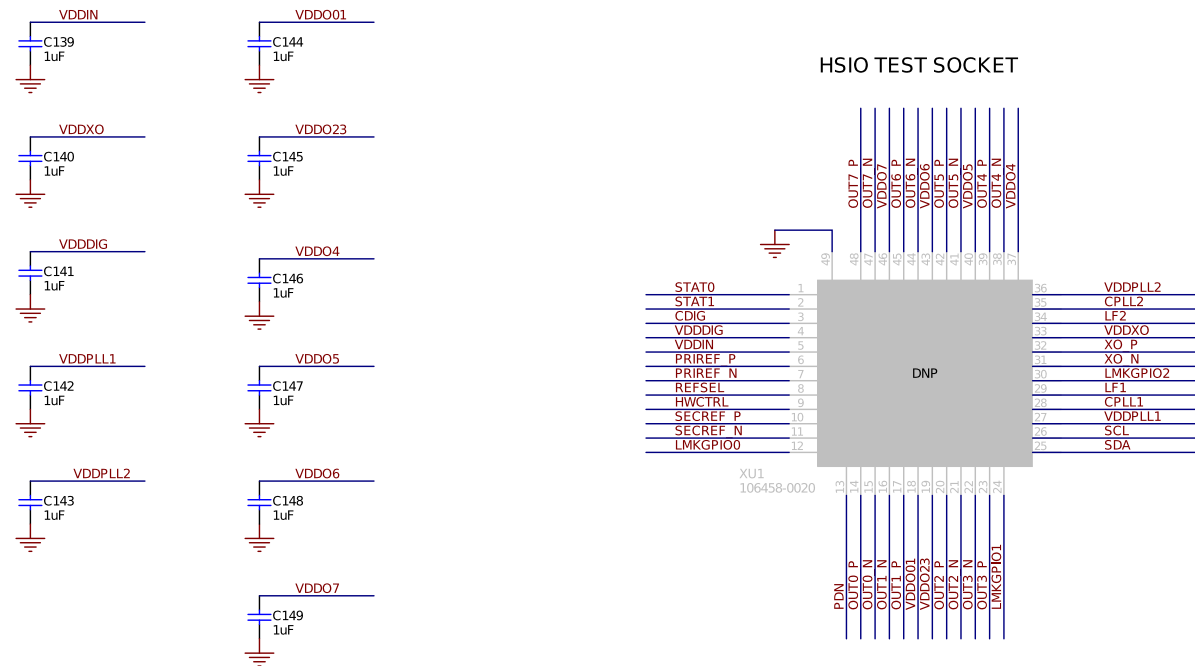 VDDIN
C139
1uF
VDDXO
C140
1uF
VDDDIG
C141
1uF
VDDPLL1
C142
1uF
VDDPLL2
C143
1uF
VDDO01
C144
1uF
VDDO23
C145
1uF
VDDO4
C146
1uF
VDDO5
C147
1uF
VDDO6
C148
1uF
VDDO7
C149
1uF
HSIO TEST SOCKET
OUT7_P
OUT7_N
VDDO7
OUT6_P
OUT6_N
VDDO6
OUT5_P
OUT5_N
VDDO5
OUT4_P
OUT4_N
VDDO4
49
48
47
46
45
44
43
42
41
40
39
38
37
STAT0 1
STAT1 2
CDIG 3
VDDDIG 4
VDDIN 5
PRIREF_P 6
PRIREF_N 7
REFSEL 8
HWCTRL 9
SECREF_P 10
SECREF_N 11
LMKGPIO0 12
DNP
36 VDDPLL2
35 CPLL2
34 LF2
33 VDDXO
32 XO_P
31 XO_N
30 LMKGPIO2
29 LF1
28 CPLL1
27 VDDPLL1
26 SCL
25 SDA
XU1
106458-0020
13
14
15
16
17
18
19
20
21
22
23
24
PDN
OUT0_P
OUT0_N
OUT1_N
OUT1_P
VDDO01
VDDO23
OUT2_P
OUT2_N
OUT3_N
OUT3_P
LMKGPIO1